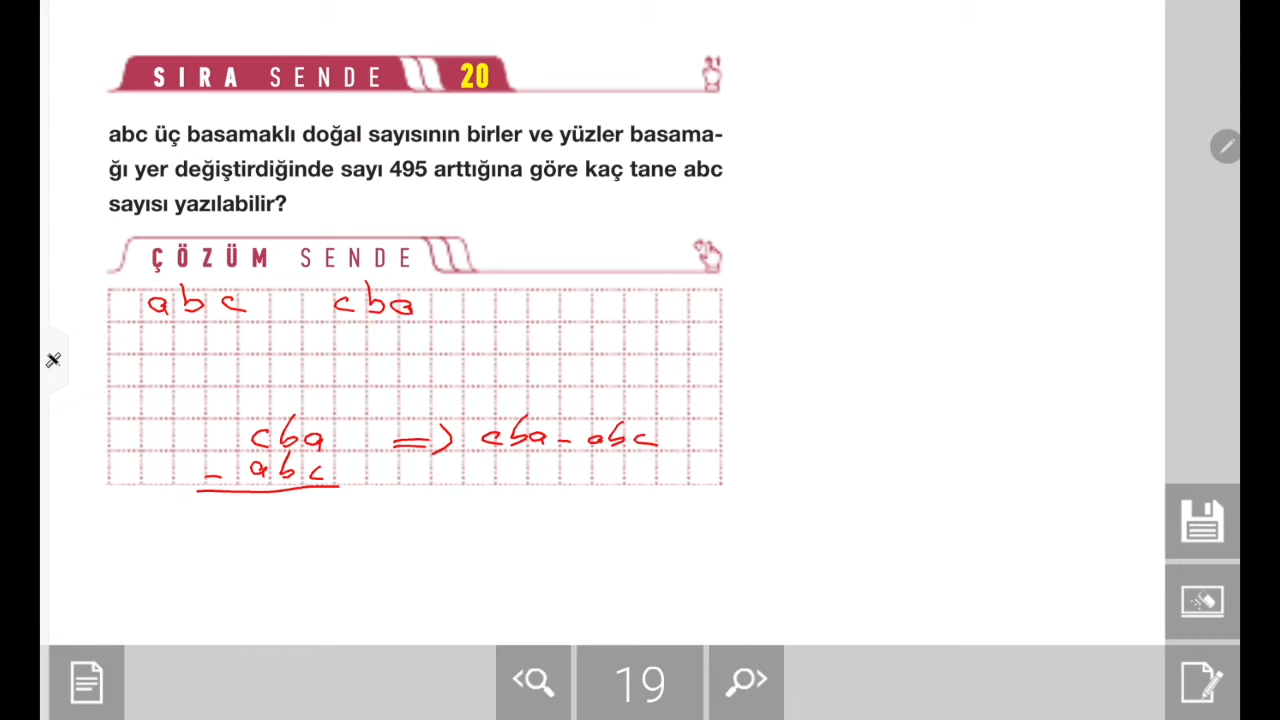 SIRA SENDE 20
abc üç basamaklı doğal sayısının birler ve yüzler basama-
ğı yer değiştirdiğinde sayı 495 arttığına göre kaç tane abc
sayısı yazılabilir?
ÇÖZÜM SENDE
abc cba
cba => cba - abc
- abc
19